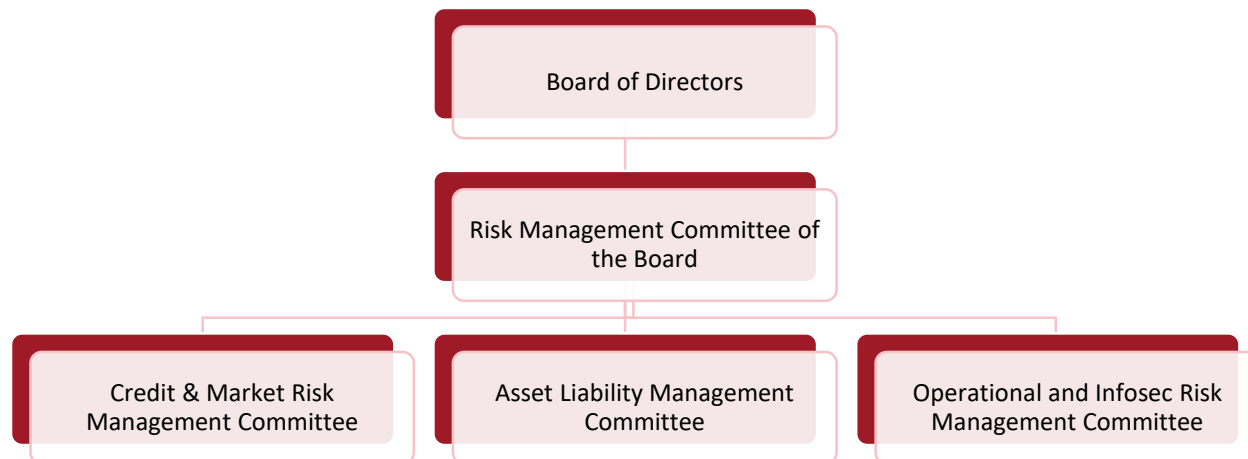 Board of Directors
Risk Management Committee of
the Board
Credit & Market Risk
Management Committee
Asset Liability Management
Committee
Operational and Infosec Risk
Management Committee